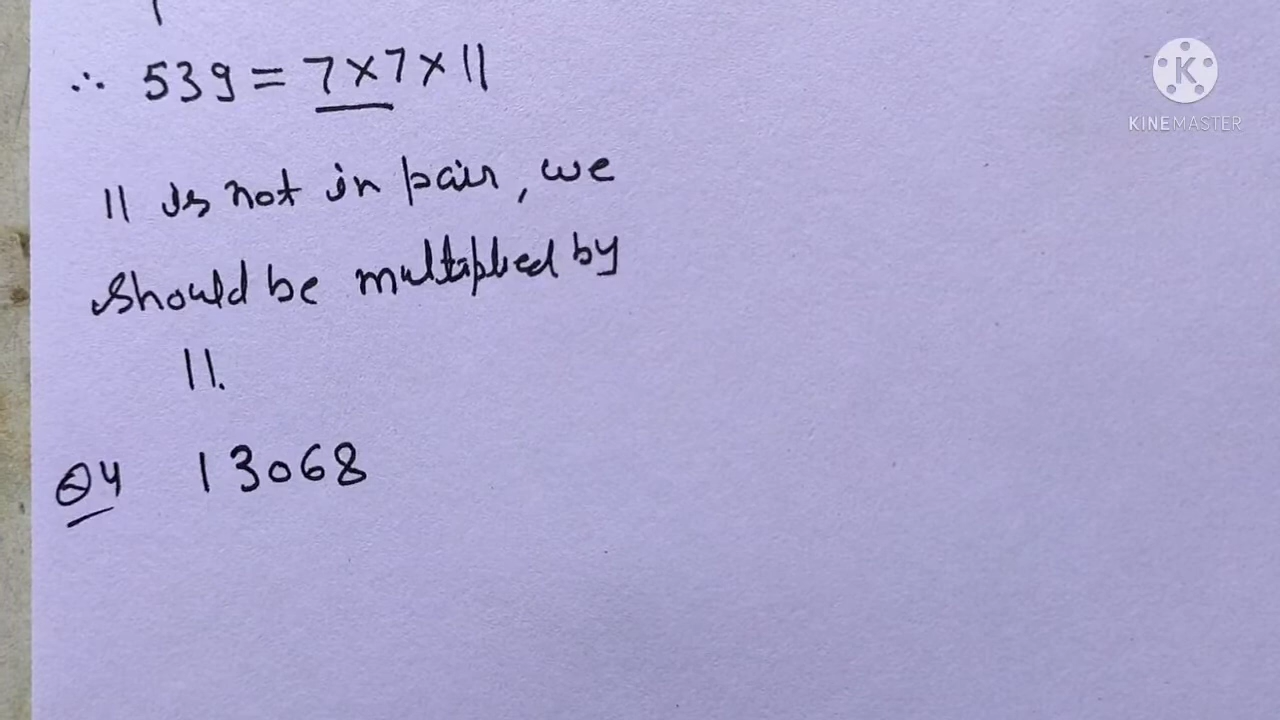 ∴ 539 = 7×7×11
KINEMASTER
11 is not in pair, we
should be multiplied by
11.
Q4 13068